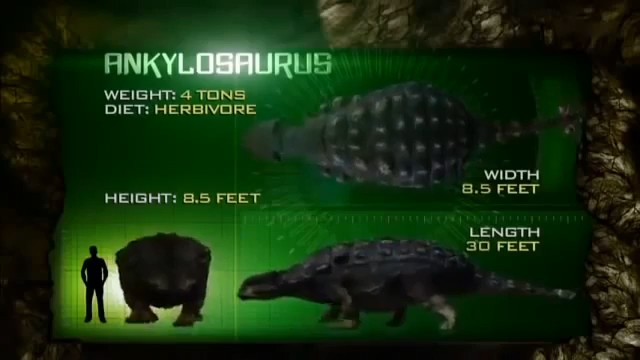 ANKYLOSAURUS
WEIGHT: 4 TONS
DIET: HERBIVORE
WIDTH
8.5 FEET
HEIGHT: 8.5 FEET
LENGTH
30 FEET